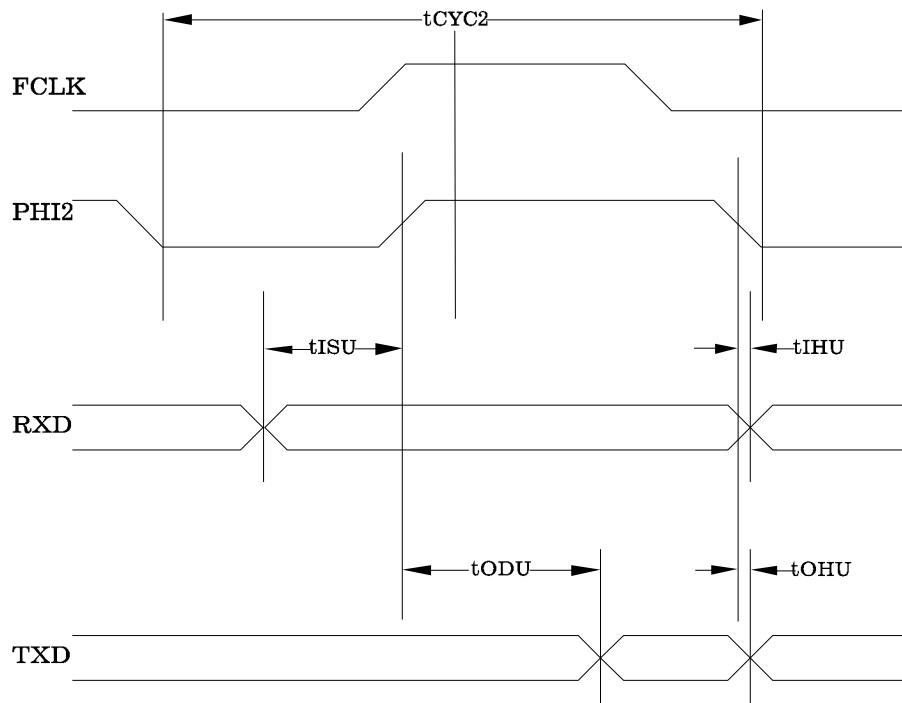 tCYC2
FCLK
PHI2
tISU
tIHU
RXD
tODU
tOHU
TXD